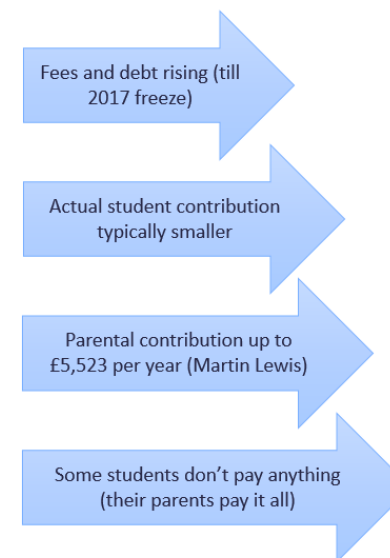 Fees and debt rising (till
2017 freeze)
Actual student contribution
typically smaller
Parental contribution up to
£5,523 per year (Martin Lewis)
Some students don’t pay anything
(their parents pay it all)